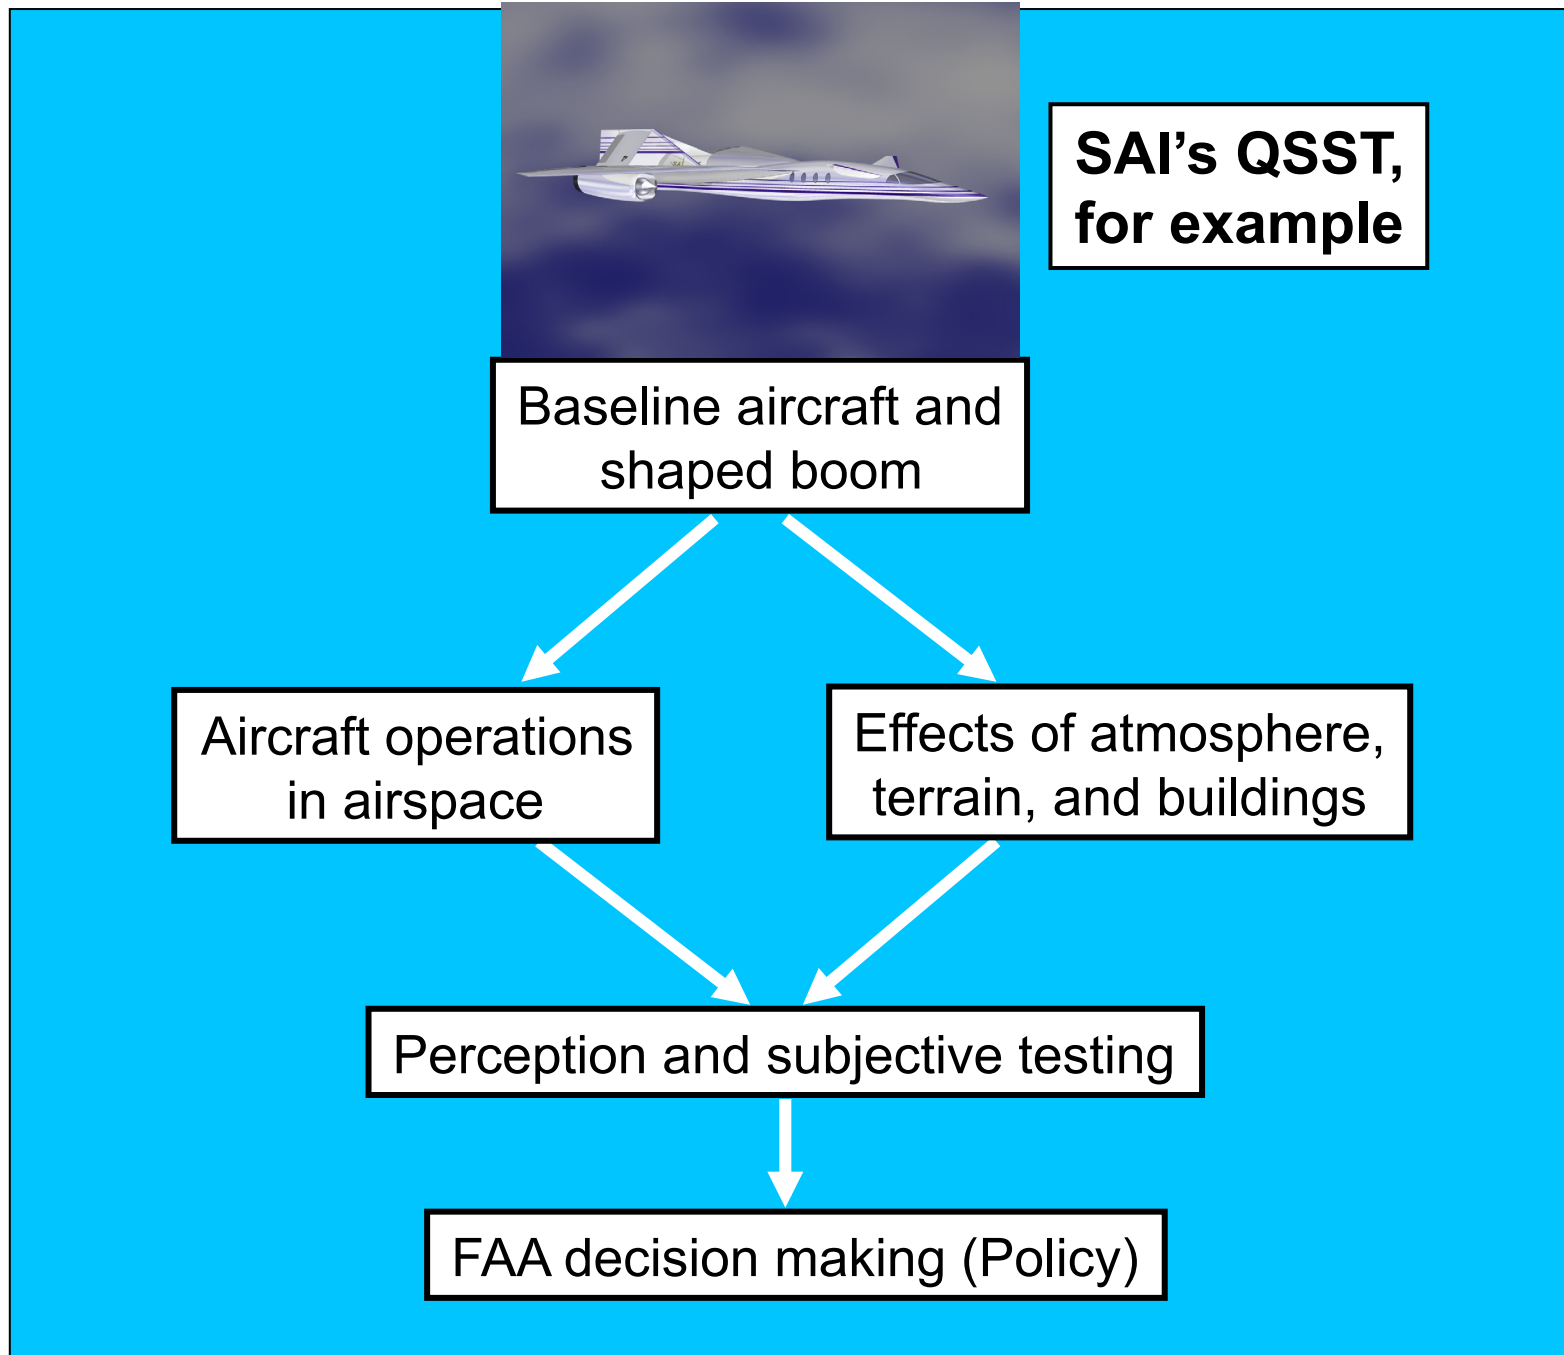 SAI’s QSST,
for example
Baseline aircraft and
shaped boom
Aircraft operations
in airspace
Effects of atmosphere,
terrain, and buildings
Perception and subjective testing
FAA decision making (Policy)